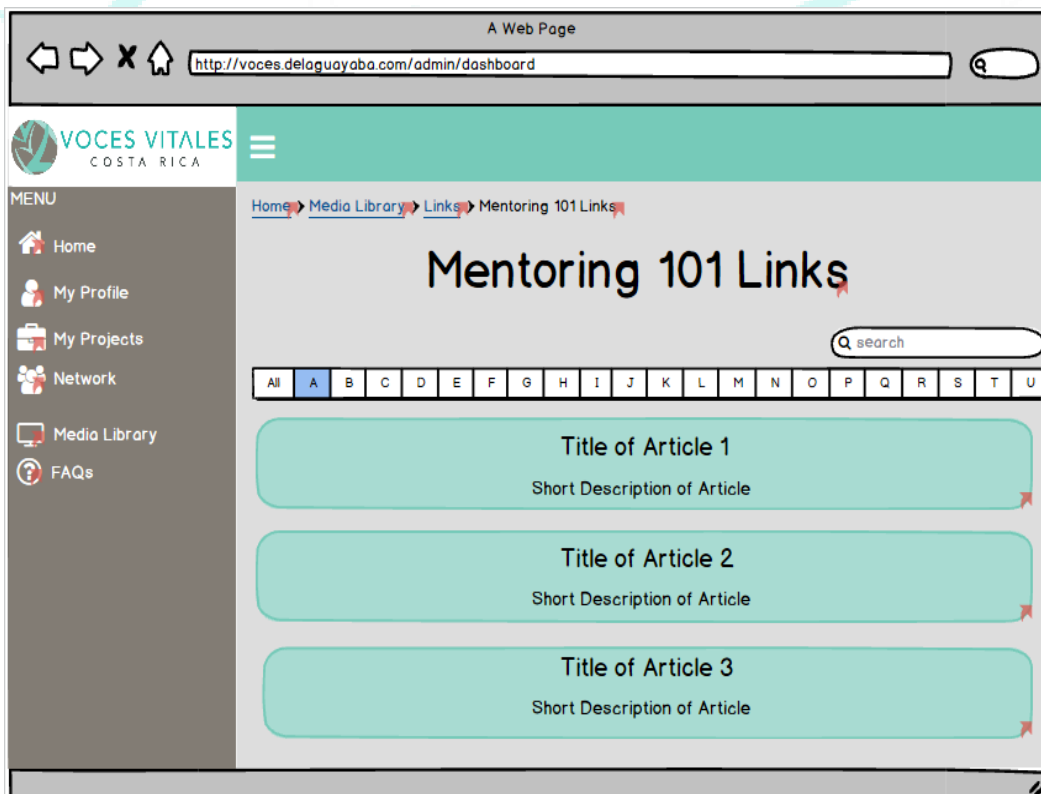 A Web Page
http://voces.delaguayaba.com/admin/dashboard
VOCES VITALES
COSTA RICA
MENU
Home
My Profile
My Projects
Network
Media Library
FAQs
Home Media Library Links Mentoring 101 Links
Mentoring 101 Links
search
All A B C D E F G H I J K L M N O P Q R S T U
Title of Article 1
Short Description of Article
Title of Article 2
Short Description of Article
Title of Article 3
Short Description of Article